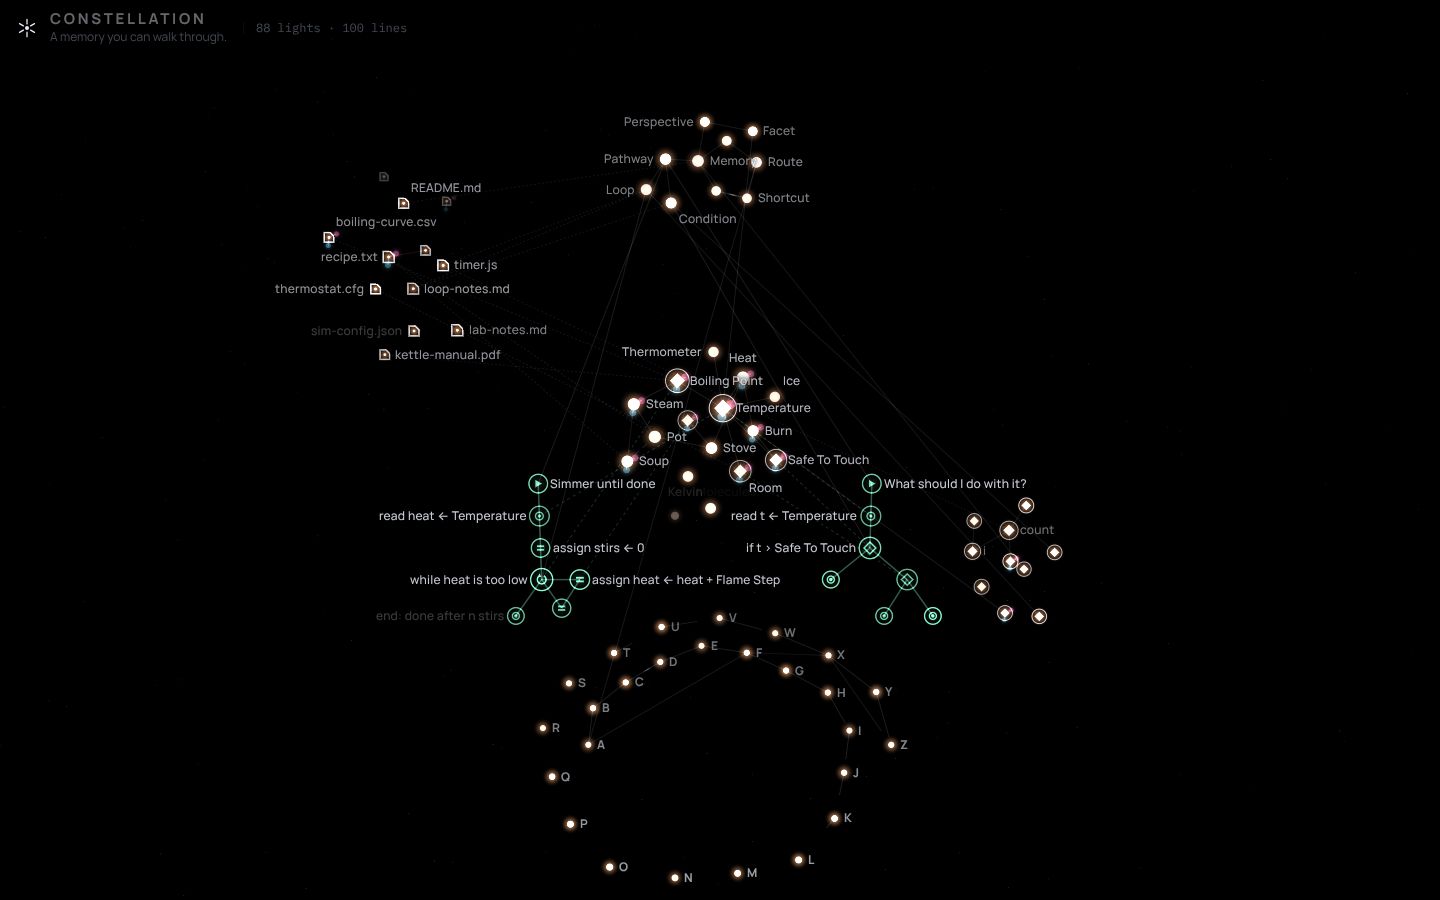 CONSTELLATION
A memory you can walk through.
88 lights · 100 lines
Perspective
Facet
Pathway
Memory
Route
Loop
Shortcut
Condition
README.md
boiling-curve.csv
recipe.txt
timer.js
thermostat.cfg
loop-notes.md
sim-config.json
lab-notes.md
kettle-manual.pdf
Thermometer
Heat
Boiling Point
Ice
Steam
Temperature
Pot
Burn
Stove
Soup
Safe To Touch
Room
Kelvin
Simmer until done
What should I do with it?
read heat ← Temperature
read t ← Temperature
count
assign stirs ← 0
if t > Safe To Touch
i
while heat is too low
assign heat ← heat + Flame Step
end: done after n stirs
V
U
W
T
E
F
X
D
G
S
C
H
Y
B
R
I
A
Z
Q
J
P
K
O
L
N
M